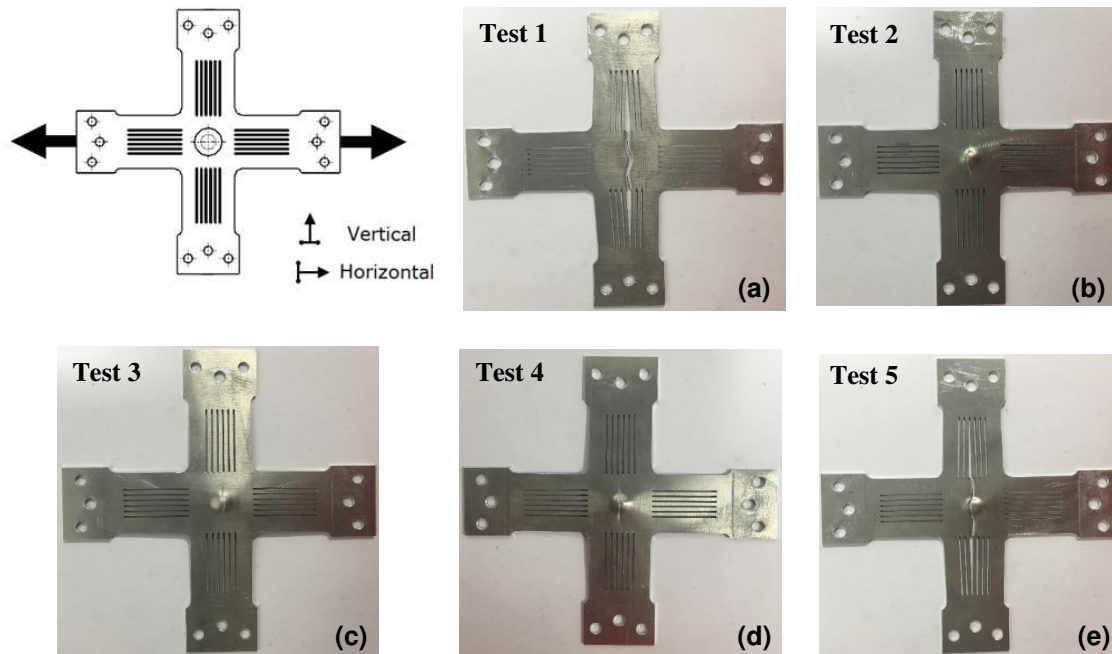 Test 1
Test 2
Vertical
Horizontal
(a)
(b)
Test 3
Test 4
Test 5
(c)
(d)
(e)